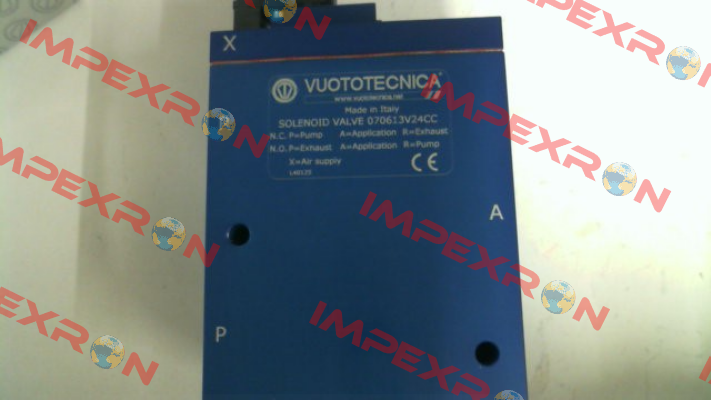 X
VUOTOTECNICA
www.vuototecnica.net
Made in Italy
SOLENOID VALVE 070613V24CC
N.C. P=Pump A=Application R=Exhaust
N.O. P=Exhaust A=Application R=Pump
X=Air supply
CE
A
P
IMPEXRON
IMPEXRON
IMPEXRON
IMPEXRON
IMPEXRON
IMPEXRON
IMPEXRON